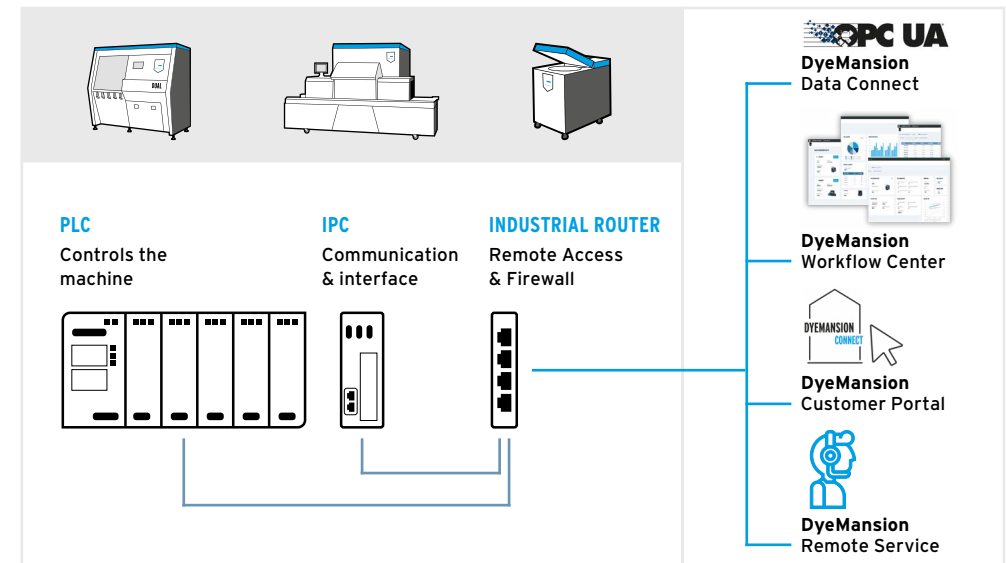 DUAL
OPC UA
DyeMansion
Data Connect
DyeMansion
Workflow Center
PLC
Controls the
machine
IPC
Communication
& interface
INDUSTRIAL ROUTER
Remote Access
& Firewall
DYEMANSION
CONNECT
DyeMansion
Customer Portal
DyeMansion
Remote Service